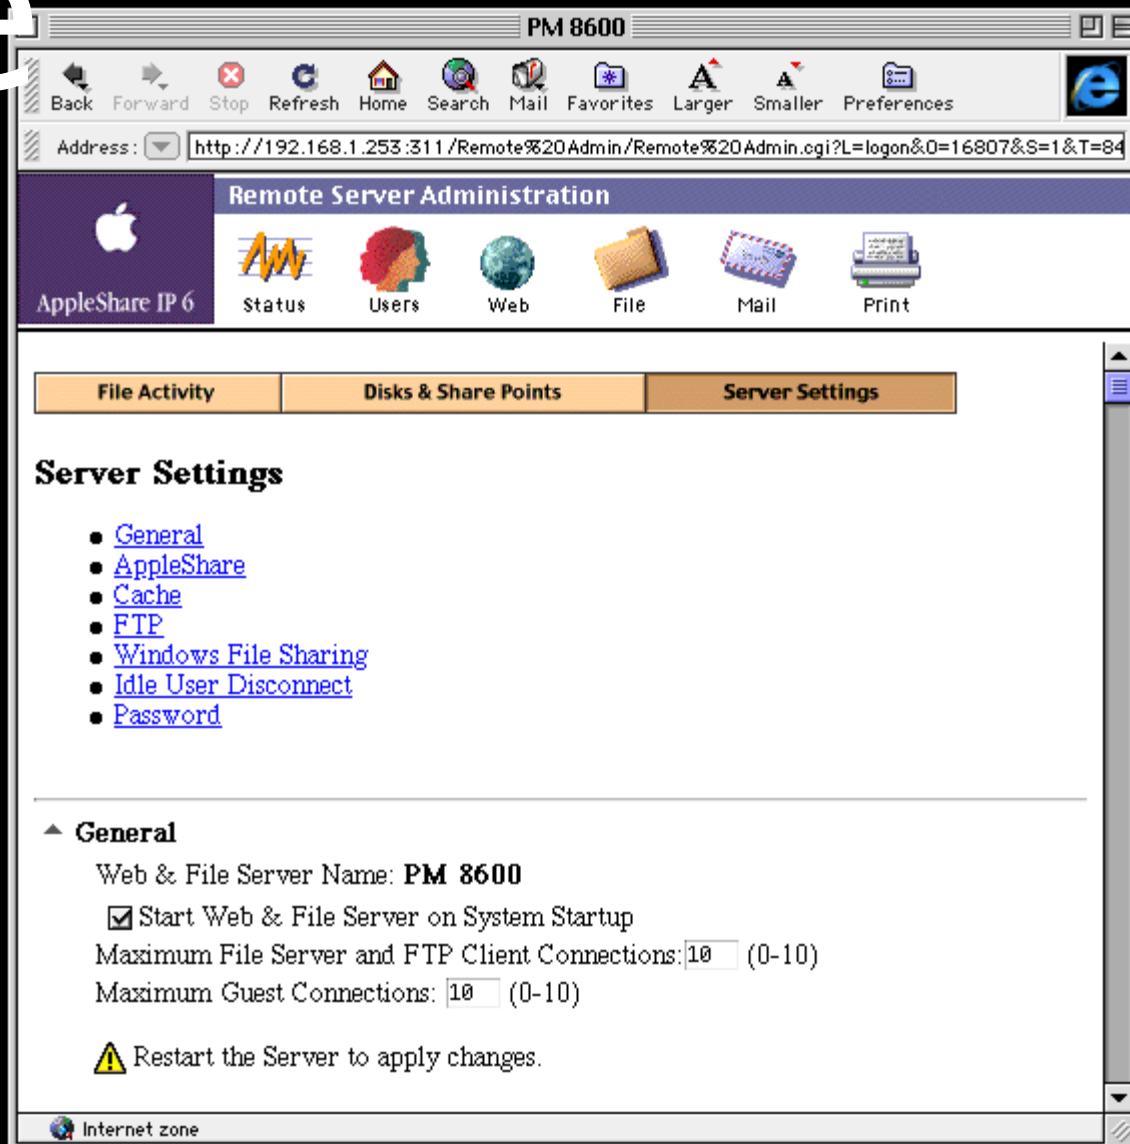 PM 8600
Back Forward Stop Refresh Home Search Mail Favorites Larger Smaller Preferences
Address: http://192.168.1.253:311/Remote%20Admin/Remote%20Admin.cgi?L=logon&O=16807&S=1&T=84
Remote Server Administration
AppleShare IP 6
Status Users Web File Mail Print
File Activity Disks & Share Points Server Settings
Server Settings
General
AppleShare
Cache
FTP
Windows File Sharing
Idle User Disconnect
Password
General
Web & File Server Name: PM 8600
Start Web & File Server on System Startup
Maximum File Server and FTP Client Connections: 10 (0-10)
Maximum Guest Connections: 10 (0-10)
Restart the Server to apply changes.
Internet zone